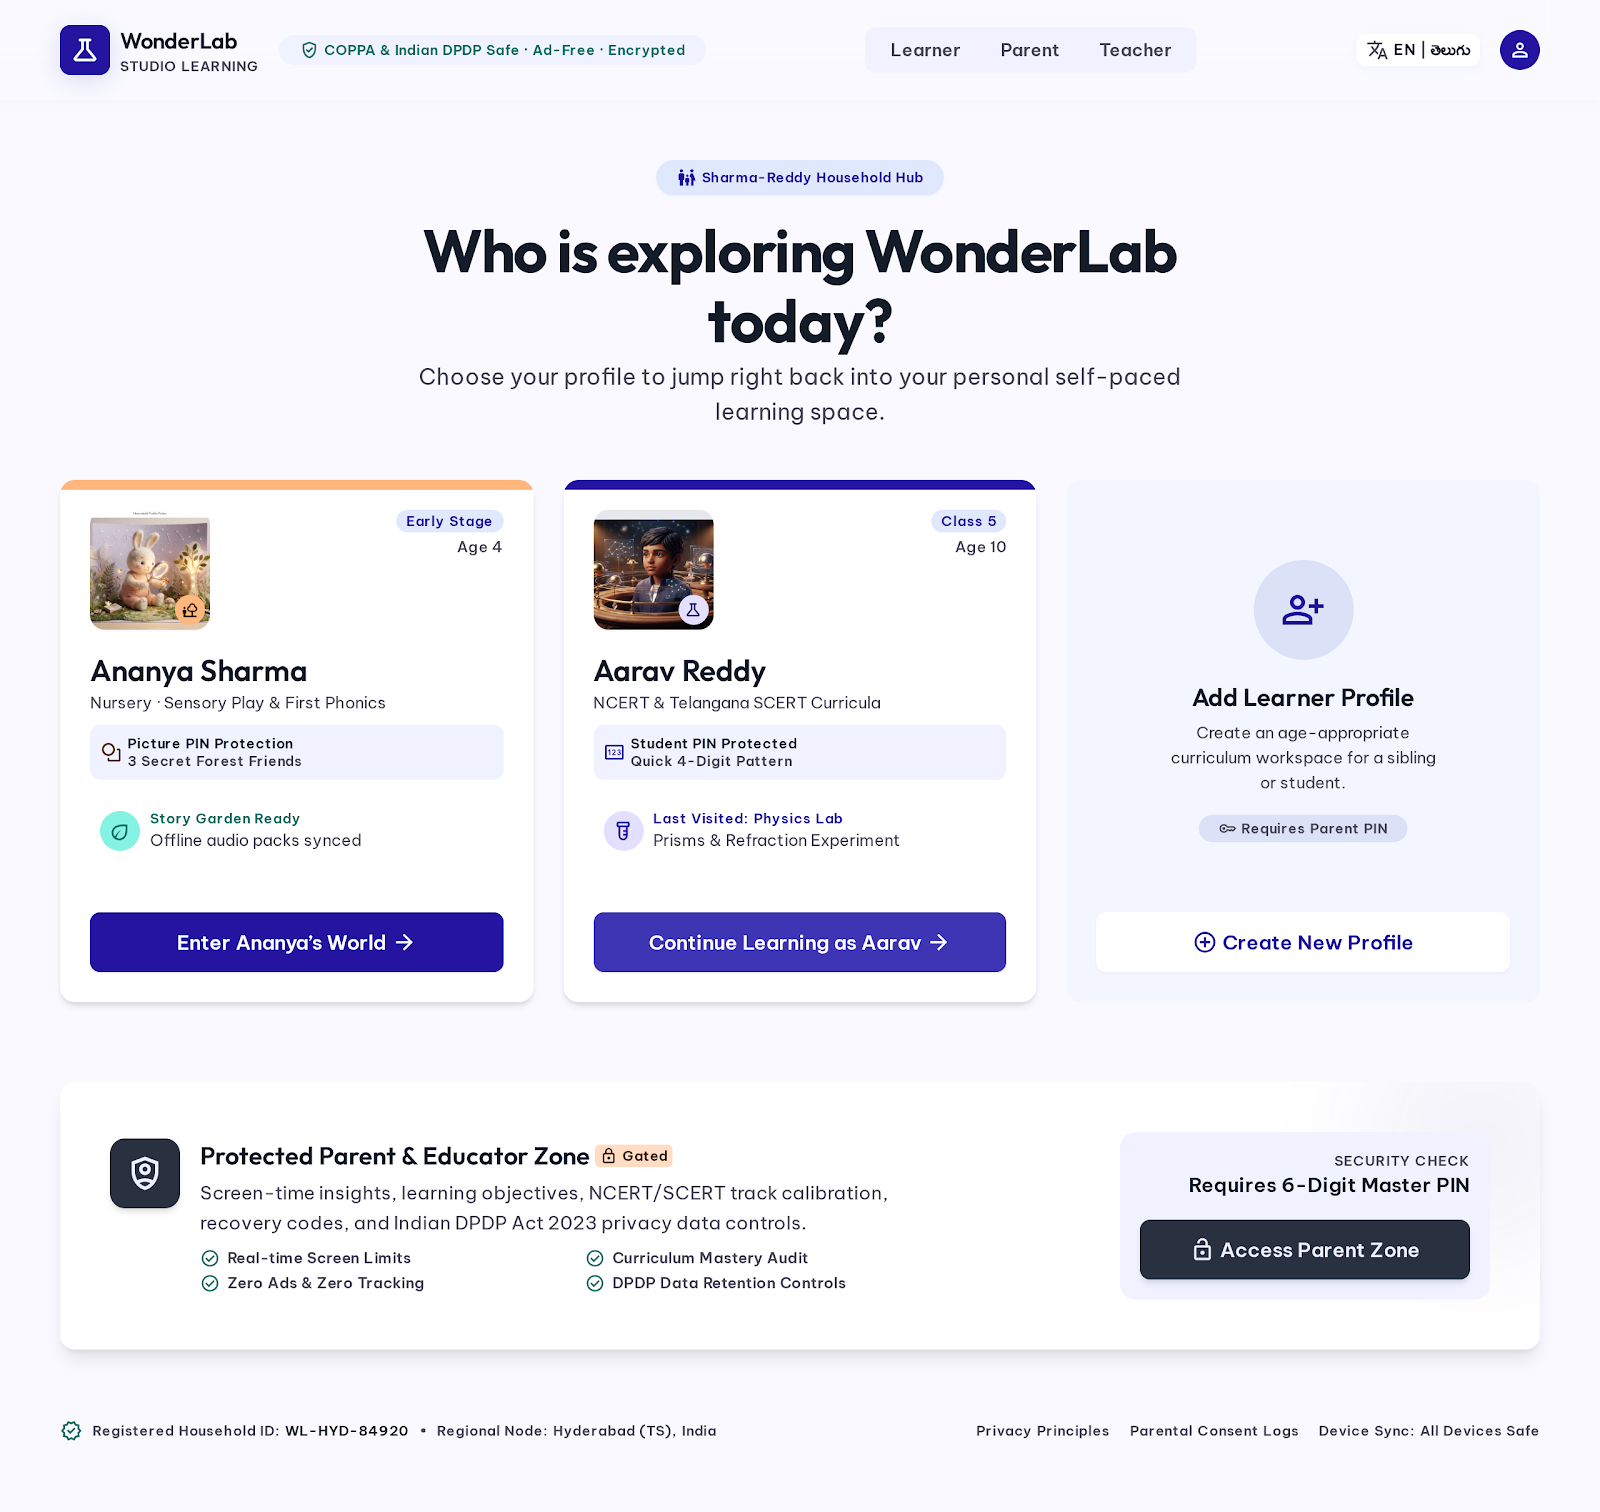 WonderLab
STUDIO LEARNING
COPPA & Indian DPDP Safe · Ad-Free · Encrypted
Learner
Parent
Teacher
EN | తెలుగు
Sharma-Reddy Household Hub
Who is exploring WonderLab
today?
Choose your profile to jump right back into your personal self-paced
learning space.
Early Stage
Age 4
Ananya Sharma
Nursery · Sensory Play & First Phonics
Picture PIN Protection
3 Secret Forest Friends
Story Garden Ready
Offline audio packs synced
Enter Ananya’s World
Class 5
Age 10
Aarav Reddy
NCERT & Telangana SCERT Curricula
123
Student PIN Protected
Quick 4-Digit Pattern
Last Visited: Physics Lab
Prisms & Refraction Experiment
Continue Learning as Aarav
Add Learner Profile
Create an age-appropriate
curriculum workspace for a sibling
or student.
Requires Parent PIN
Create New Profile
Protected Parent & Educator Zone
Gated
Screen-time insights, learning objectives, NCERT/SCERT track calibration,
recovery codes, and Indian DPDP Act 2023 privacy data controls.
Real-time Screen Limits
Curriculum Mastery Audit
Zero Ads & Zero Tracking
DPDP Data Retention Controls
SECURITY CHECK
Requires 6-Digit Master PIN
Access Parent Zone
Registered Household ID: WL-HYD-84920 • Regional Node: Hyderabad (TS), India
Privacy Principles
Parental Consent Logs
Device Sync: All Devices Safe